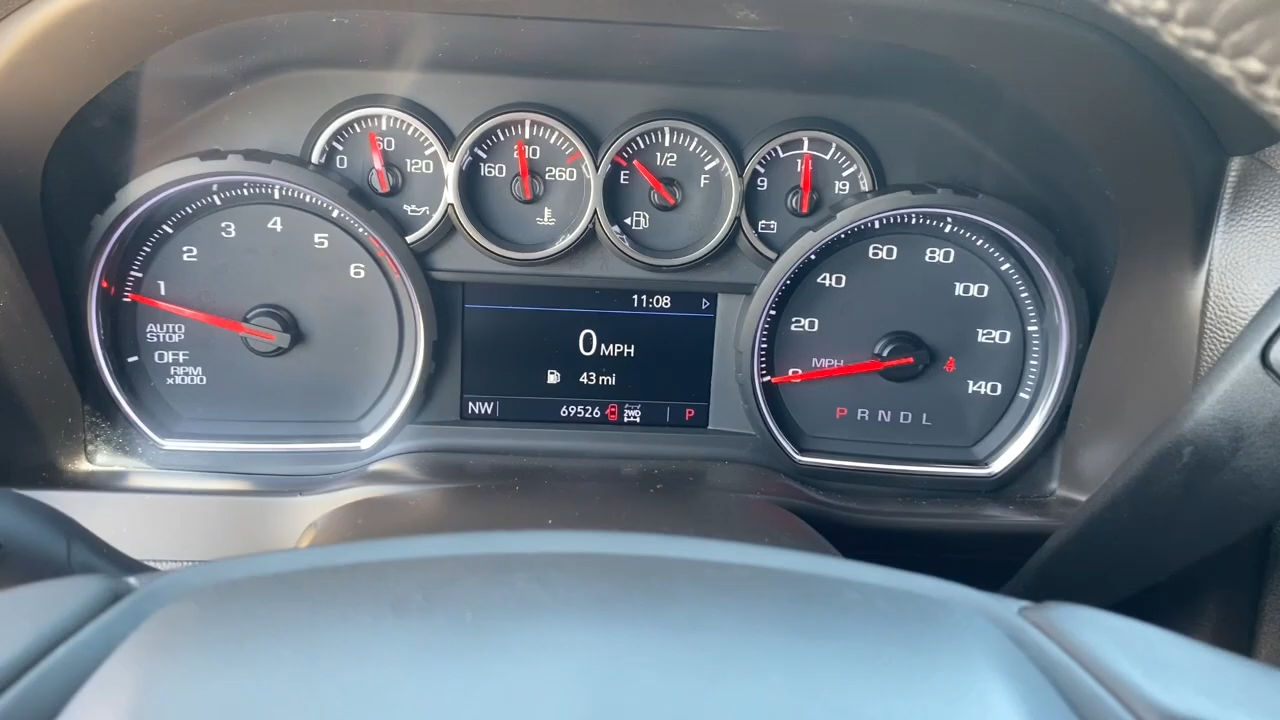 0 60 120
160 210 260
E 1/2 F
9 14 19
1 2 3 4 5 6
AUTO
STOP
OFF
RPM
x1000
11:08
0 MPH
43 mi
NW 69526 2WD P
0 20 40 60 80 100 120 140
MPH
P R N D L